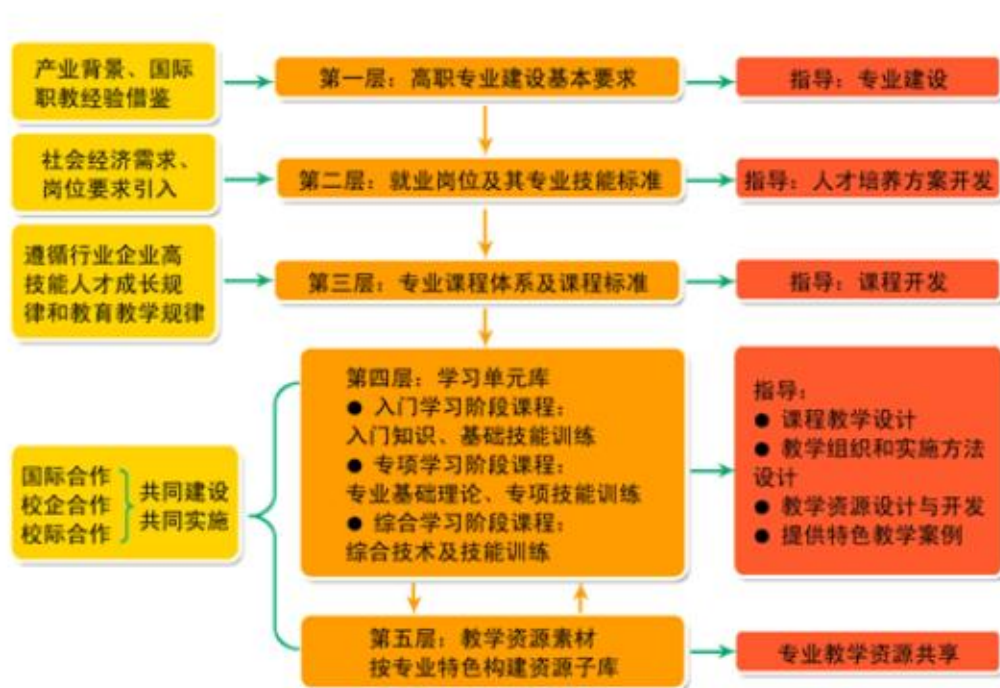 产业背景、国际
职教经验借鉴
第一层：高职专业建设基本要求
指导：专业建设
社会经济需求、
岗位要求引入
第二层：就业岗位及其专业技能标准
指导：人才培养方案开发
遵循行业企业高
技能人才成长规
律和教育教学规律
第三层：专业课程体系及课程标准
指导：课程开发
国际合作
校企合作
校际合作
共同建设
共同实施
第四层：学习单元库
● 入门学习阶段课程：
入门知识、基础技能训练
● 专项学习阶段课程：
专业基础理论、专项技能训练
● 综合学习阶段课程：
综合技术及技能训练
指导：
● 课程教学设计
● 教学组织和实施方法
设计
● 教学资源设计与开发
● 提供特色教学案例
第五层：教学资源素材
按专业特色构建资源子库
专业教学资源共享